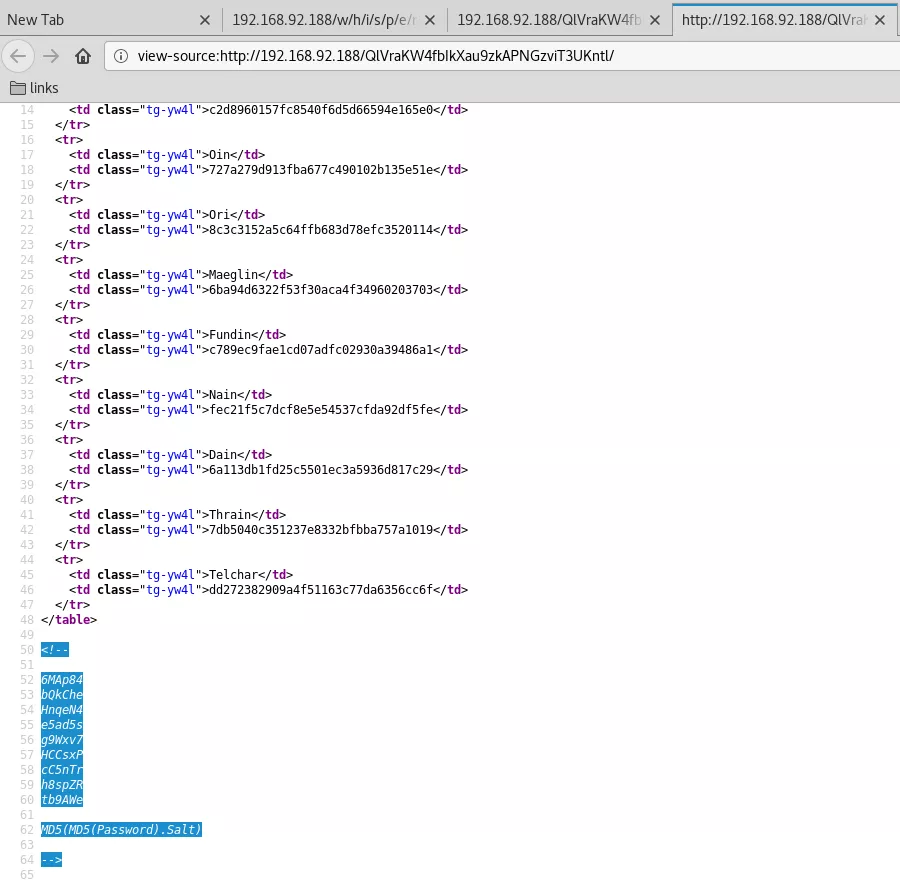 New Tab
192.168.92.188/w/h/i/s/p/e/
192.168.92.188/QlVraKW4fb
http://192.168.92.188/QlVra
view-source:http://192.168.92.188/QlVraKW4fbIkXau9zkAPNGzviT3UKntl/
links
14 <td class="tg-yw4l">c2d8960157fc8540f6d5d66594e165e0</td>
15 </tr>
16 <tr>
17 <td class="tg-yw4l">Oin</td>
18 <td class="tg-yw4l">727a279d913fba677c490102b135e51e</td>
19 </tr>
20 <tr>
21 <td class="tg-yw4l">Ori</td>
22 <td class="tg-yw4l">8c3c3152a5c64ffb683d78efc3520114</td>
23 </tr>
24 <tr>
25 <td class="tg-yw4l">Maeglin</td>
26 <td class="tg-yw4l">6ba94d6322f53f30aca4f34960203703</td>
27 </tr>
28 <tr>
29 <td class="tg-yw4l">Fundin</td>
30 <td class="tg-yw4l">c789ec9fae1cd07adfc02930a39486a1</td>
31 </tr>
32 <tr>
33 <td class="tg-yw4l">Nain</td>
34 <td class="tg-yw4l">fec21f5c7dcf8e5e54537cfda92df5fe</td>
35 </tr>
36 <tr>
37 <td class="tg-yw4l">Dain</td>
38 <td class="tg-yw4l">6a113db1fd25c5501ec3a5936d817c29</td>
39 </tr>
40 <tr>
41 <td class="tg-yw4l">Thrain</td>
42 <td class="tg-yw4l">7db5040c351237e8332bfbba757a1019</td>
43 </tr>
44 <tr>
45 <td class="tg-yw4l">Telchar</td>
46 <td class="tg-yw4l">dd272382909a4f51163c77da6356cc6f</td>
47 </tr>
48 </table>
49
50 <!--
51
52 6MAp84
53 bQkChe
54 HnqeN4
55 e5ad5s
56 g9Wxv7
57 HCCsxP
58 cC5nTr
59 h8spZR
60 tb9AWe
61
62 MD5(MD5(Password).Salt)
63
64 -->
65